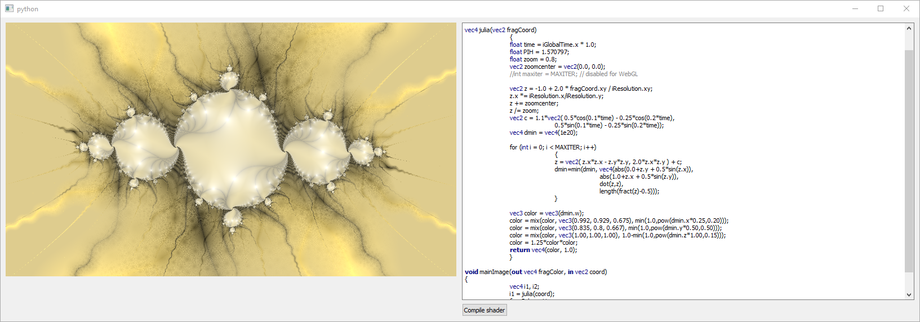 python
vec4 julia(vec2 fragCoord)
{
float time = iGlobalTime.x * 1.0;
float PIH = 1.570797;
float zoom = 0.8;
vec2 zoomcenter = vec2(0.0, 0.0);
//int maxiter = MAXITER; // disabled for WebGL
vec2 z = -1.0 + 2.0 * fragCoord.xy / iResolution.xy;
z.x *= iResolution.x/iResolution.y;
z += zoomcenter;
z /= zoom;
vec2 c = 1.1*vec2( 0.5*cos(0.1*time) - 0.25*cos(0.2*time),
0.5*sin(0.1*time) - 0.25*sin(0.2*time));
vec4 dmin = vec4(1e20);
for (int i = 0; i < MAXITER; i++)
{
z = vec2( z.x*z.x - z.y*z.y, 2.0*z.x*z.y ) + c;
dmin=min(dmin, vec4(abs(0.0+z.y + 0.5*sin(z.x)),
abs(1.0+z.x + 0.5*sin(z.y)),
dot(z,z),
length(fract(z)-0.5)));
}
vec3 color = vec3(dmin.w);
color = mix(color, vec3(0.992, 0.929, 0.675), min(1.0,pow(dmin.x*0.25,0.20)));
color = mix(color, vec3(0.835, 0.8, 0.667), min(1.0,pow(dmin.y*0.50,0.50)));
color = mix(color, vec3(1.00,1.00,1.00), 1.0-min(1.0,pow(dmin.z*1.00,0.15)));
color = 1.25*color*color;
return vec4(color, 1.0);
}
void mainImage(out vec4 fragColor, in vec2 coord)
{
vec4 i1, i2;
i1 = julia(coord);
Compile shader